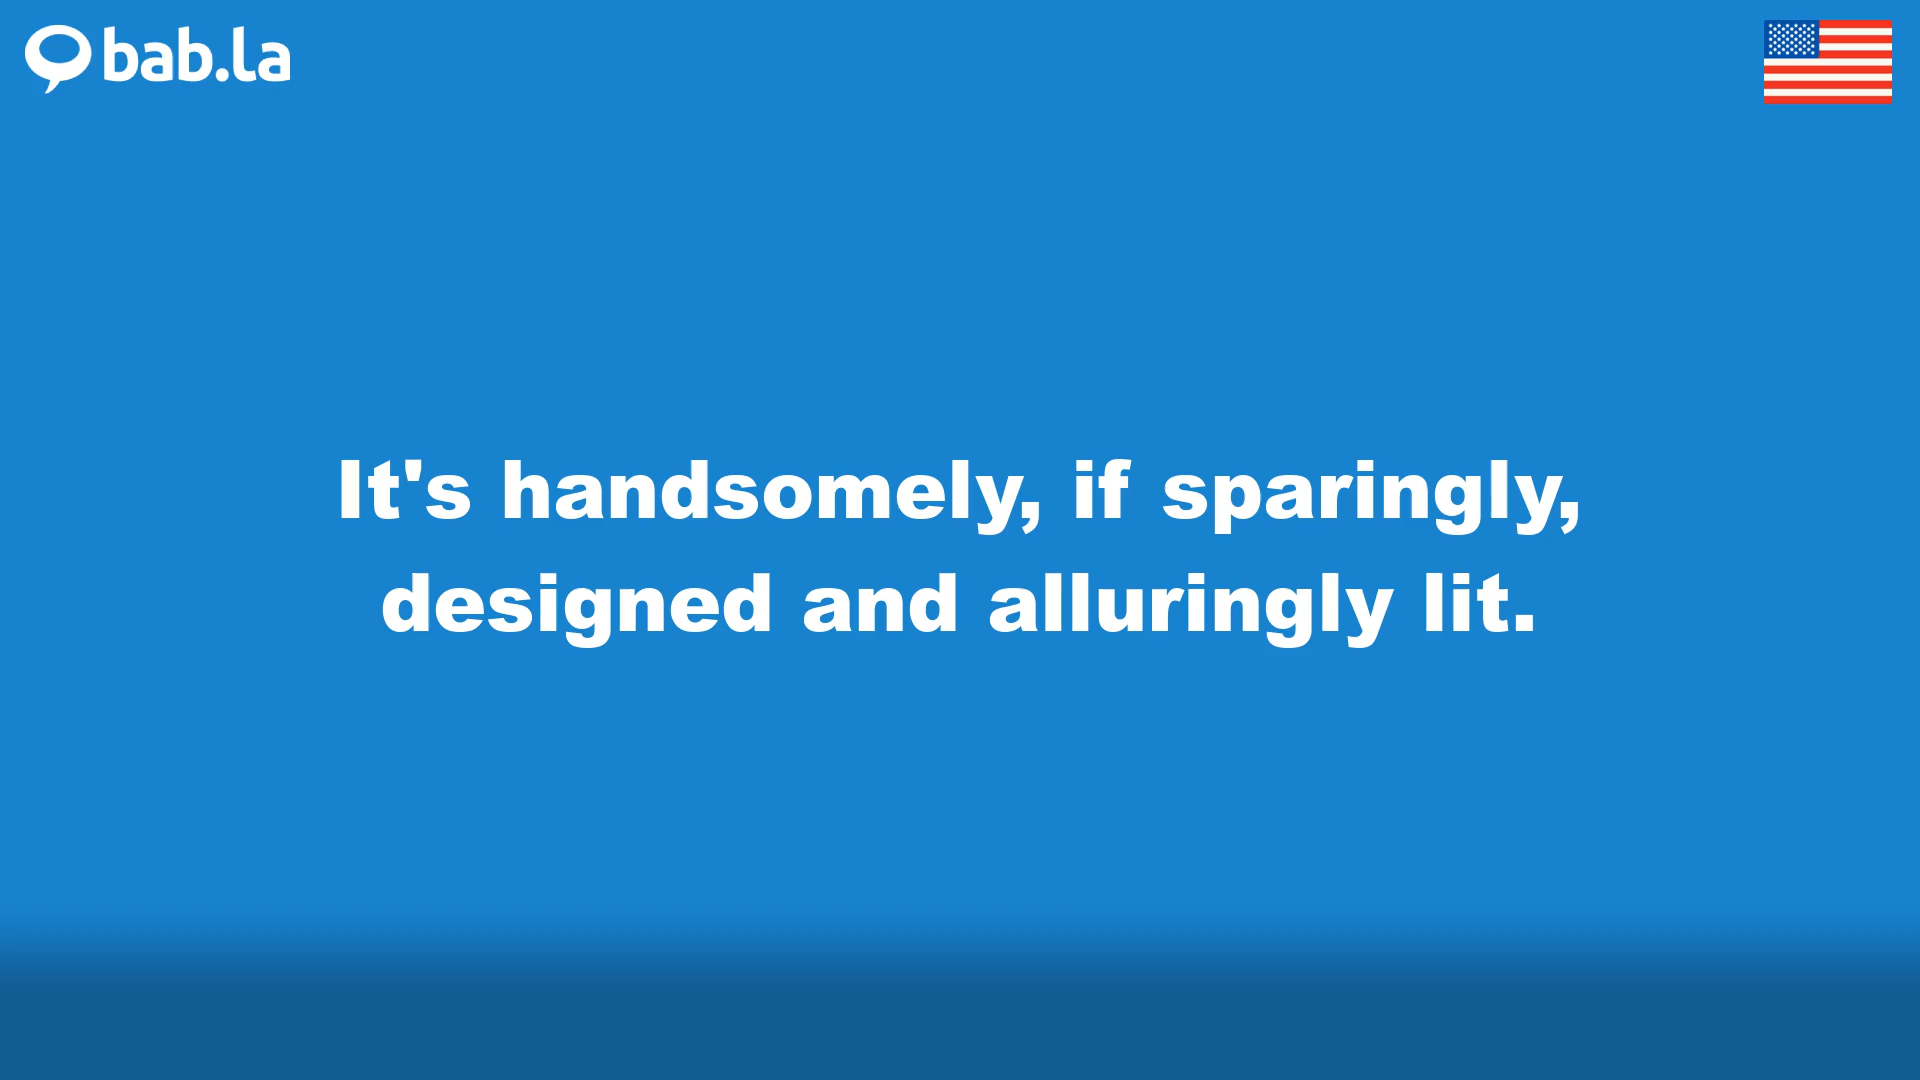 bab.la
It's handsomely, if sparingly,
designed and alluringly lit.